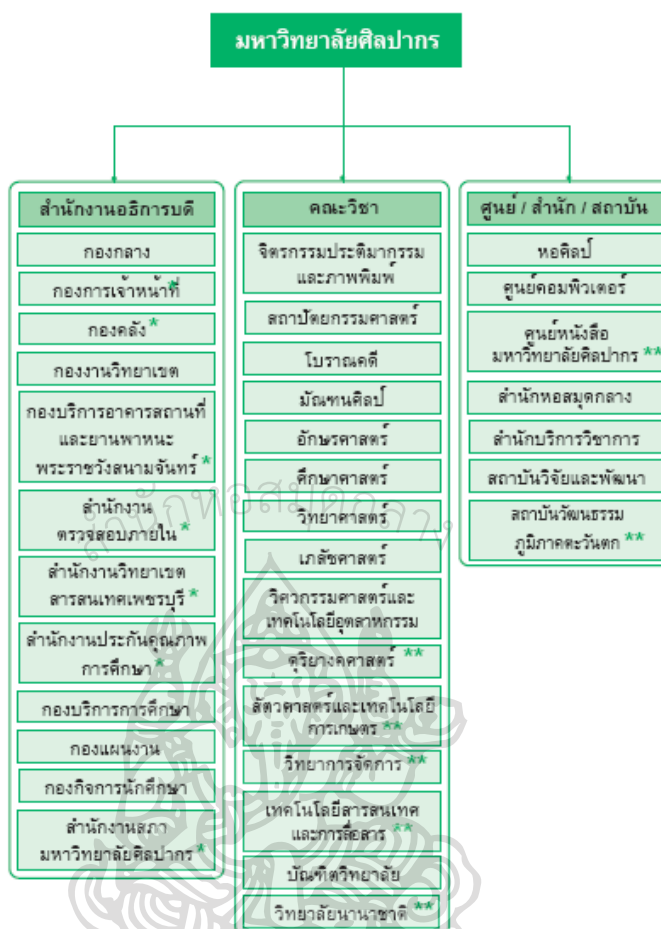 มหาวิทยาลัยศิลปากร
สำนักงานอธิการบดี
กองกลาง
กองการเจ้าหน้าที่*
กองคลัง*
กองงานวิทยาเขต
กองบริการอาคารสถานที่
และยานพาหนะ
พระราชวังสนามจันทร์*
สำนักงาน
ตรวจสอบภายใน*
สำนักงานวิทยาเขต
สารสนเทศเพชรบุรี*
สำนักงานประกันคุณภาพ
การศึกษา*
กองบริการการศึกษา
กองแผนงาน
กองกิจการนักศึกษา
สำนักงานสภา
มหาวิทยาลัยศิลปากร*
คณะวิชา
จิตรกรรมประติมากรรม
และภาพพิมพ์
สถาปัตยกรรมศาสตร์
โบราณคดี
มัณฑนศิลป์
อักษรศาสตร์
ศึกษาศาสตร์
วิทยาศาสตร์
เภสัชศาสตร์
วิศวกรรมศาสตร์และ
เทคโนโลยีอุตสาหกรรม
ดุริยางคศาสตร์ **
สัตวศาสตร์และเทคโนโลยี
การเกษตร **
วิทยาการจัดการ **
เทคโนโลยีสารสนเทศ
และการสื่อสาร **
บัณฑิตวิทยาลัย
วิทยาลัยนานาชาติ **
ศูนย์ / สำนัก / สถาบัน
หอศิลป์
ศูนย์คอมพิวเตอร์
ศูนย์หนังสือ
มหาวิทยาลัยศิลปากร **
สำนักหอสมุดกลาง
สำนักบริการวิชาการ
สถาบันวิจัยและพัฒนา
สถาบันวัฒนธรรม
ภูมิภาคตะวันตก **
สำนักหอสมุดกลาง